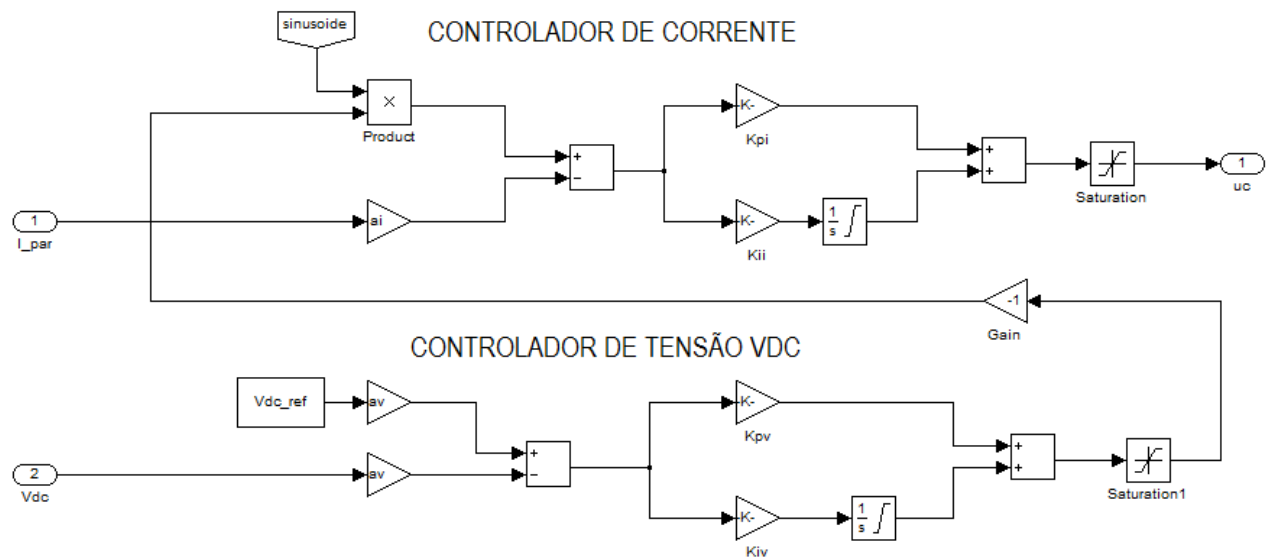 sinusoide
CONTROLADOR DE CORRENTE
×
Product
K-
Kpi
+
−
+
+
Saturation
1
uc
1
I_par
ai
K-
Kii
1
s
-1
Gain
CONTROLADOR DE TENSÃO VDC
Vdc_ref
av
K-
Kpv
+
−
+
+
Saturation1
2
Vdc
av
K-
Kiv
1
s